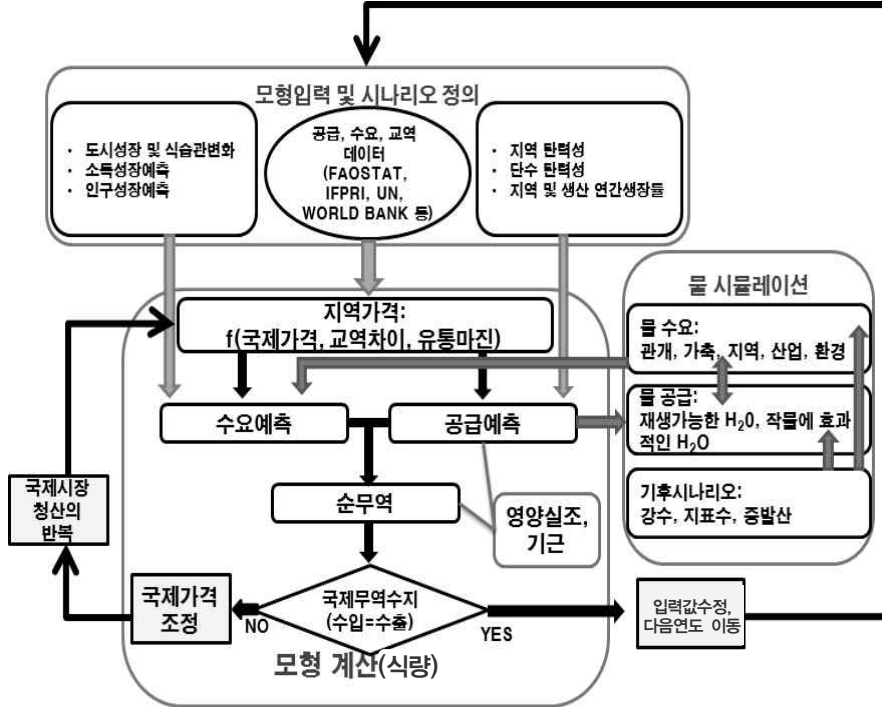 모형입력 및 시나리오 정의
• 도시성장 및 식습관변화
• 소득성장예측
• 인구성장예측
공급, 수요, 교역
데이터
(FAOSTAT,
IFPRI, UN,
WORLD BANK 등)
• 지역 탄력성
• 단수 탄력성
• 지역 및 생산 연간생장률
지역가격:
f(국제가격, 교역차이, 유통마진)
물 시뮬레이션
물 수요:
관개, 가축, 지역, 산업, 환경
물 공급:
재생가능한 H₂0, 작물에 효과
적인 H₂O
기후시나리오:
강수, 지표수, 증발산
수요예측
공급예측
순무역
영양실조,
기근
국제시장
청산의
반복
국제가격
조정
NO
국제무역수지
(수입=수출)
YES
입력값수정,
다음연도 이동
모형 계산(식량)